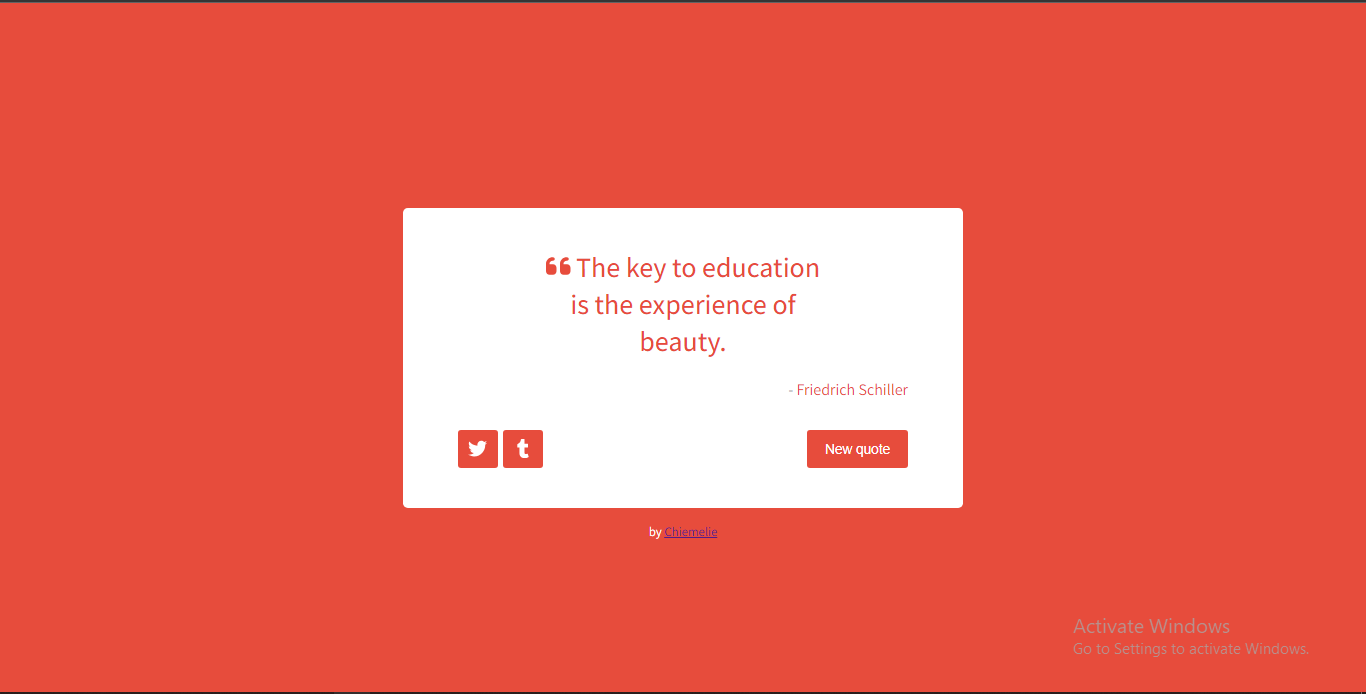 The key to education
is the experience of
beauty.
- Friedrich Schiller
New quote
by Chiemelie
Activate Windows
Go to Settings to activate Windows.